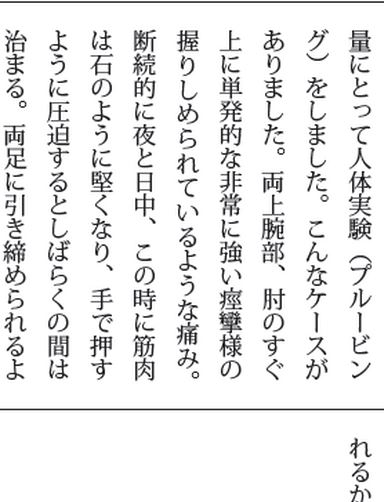 量にとって人体実験（プルービン
グ）をしました。こんなケースが
ありました。両上腕部、肘のすぐ
上に単発的な非常に強い痙攣様の
握りしめられているような痛み。
断続的に夜と日中、この時に筋肉
は石のように堅くなり、手で押す
ように圧迫するとしばらくの間は
治まる。両足に引き締められるよ
れるか